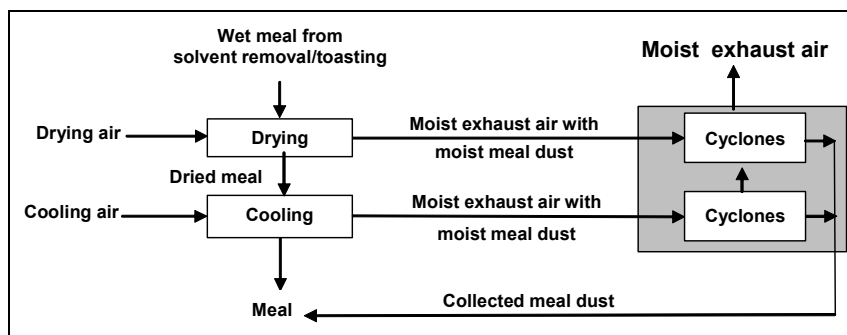 Wet meal from
solvent removal/toasting
Moist exhaust air
Drying air
Drying
Moist exhaust air with
moist meal dust
Cyclones
Dried meal
Cooling air
Cooling
Moist exhaust air with
moist meal dust
Cyclones
Meal
Collected meal dust